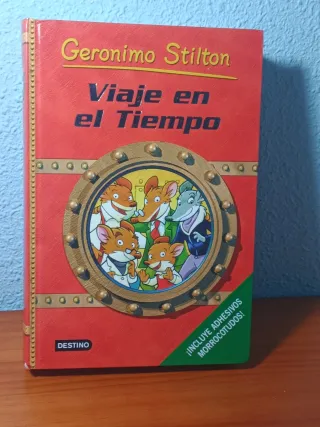 Geronimo Stilton
Viaje en
el Tiempo
¡INCLUYE ADHESIVOS
MORROCOTUDOS!
DESTINO